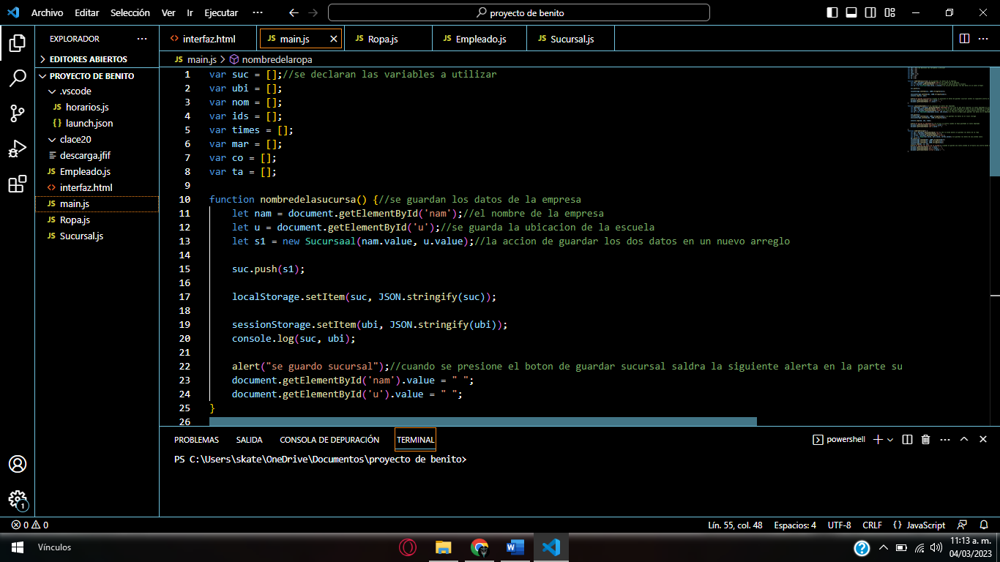 Archivo Editar Selección Ver Ir Ejecutar ··· proyecto de benito
EXPLORADOR ···
EDITORES ABIERTOS
PROYECTO DE BENITO
.vscode
JS horarios.js
{} launch.json
clace20
descarga.jfif
JS Empleado.js
<> interfaz.html
JS main.js
JS Ropa.js
JS Sucursal.js
<> interfaz.html JS main.js JS Ropa.js JS Empleado.js JS Sucursal.js
JS main.js > nombredelaropa
1 var suc = [];//se declaran las variables a utilizar
2 var ubi = [];
3 var nom = [];
4 var ids = [];
5 var times = [];
6 var mar = [];
7 var co = [];
8 var ta = [];
9
10 function nombredelasucursa() {//se guardan los datos de la empresa
11 let nam = document.getElementById('nam');//el nombre de la empresa
12 let u = document.getElementById('u');//se guarda la ubicacion de la escuela
13 let s1 = new Sucursaal(nam.value, u.value);//la accion de guardar los dos datos en un nuevo arreglo
14
15 suc.push(s1);
16
17 localStorage.setItem(suc, JSON.stringify(suc));
18
19 sessionStorage.setItem(ubi, JSON.stringify(ubi));
20 console.log(suc, ubi);
21
22 alert("se guardo sucursal");//cuando se presione el boton de guardar sucursal saldra la siguiente alerta en la parte su
23 document.getElementById('nam').value = " ";
24 document.getElementById('u').value = " ";
25 }
26
PROBLEMAS SALIDA CONSOLA DE DEPURACIÓN TERMINAL powershell
PS C:\Users\skate\OneDrive\Documentos\proyecto de benito>
1
0 0 Lín. 55, col. 48 Espacios: 4 UTF-8 CRLF {} JavaScript
Vínculos
11:13 a. m.
04/03/2023